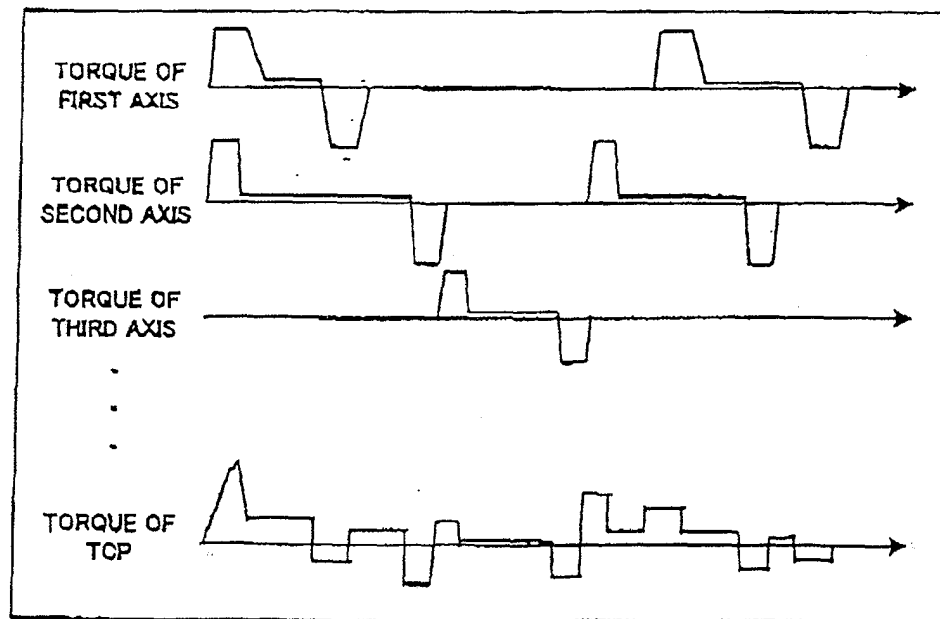 TORQUE OF
FIRST AXIS
TORQUE OF
SECOND AXIS
TORQUE OF
THIRD AXIS
TORQUE OF
TCP